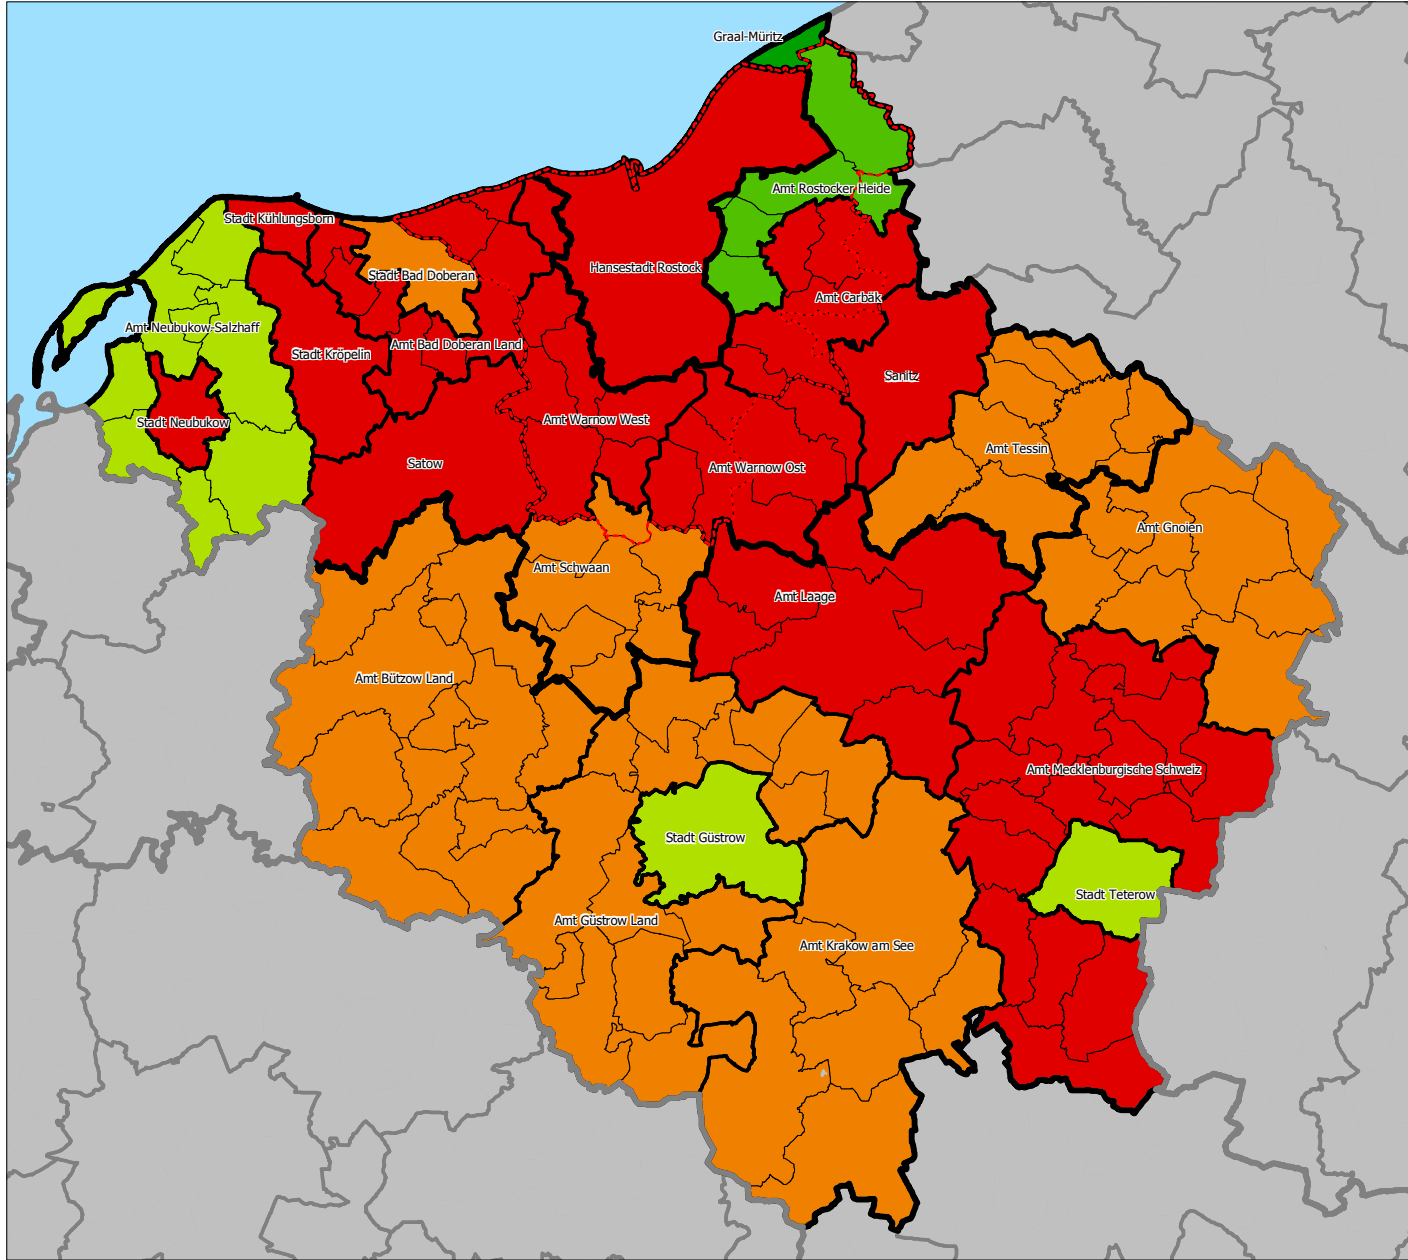 Graal-Müritz
Amt Rostocker Heide
Stadt Kühlungsborn
Hansestadt Rostock
Stadt Bad Doberan
Amt Carbäk
Amt Neubukow-Salzhaff
Amt Bad Doberan Land
Stadt Kröpelin
Sanitz
Stadt Neubukow
Amt Warnow West
Amt Tessin
Satow
Amt Warnow Ost
Amt Gnoien
Amt Schwaan
Amt Laage
Amt Bützow Land
Amt Mecklenburgische Schweiz
Stadt Güstrow
Stadt Teterow
Amt Güstrow Land
Amt Krakow am See